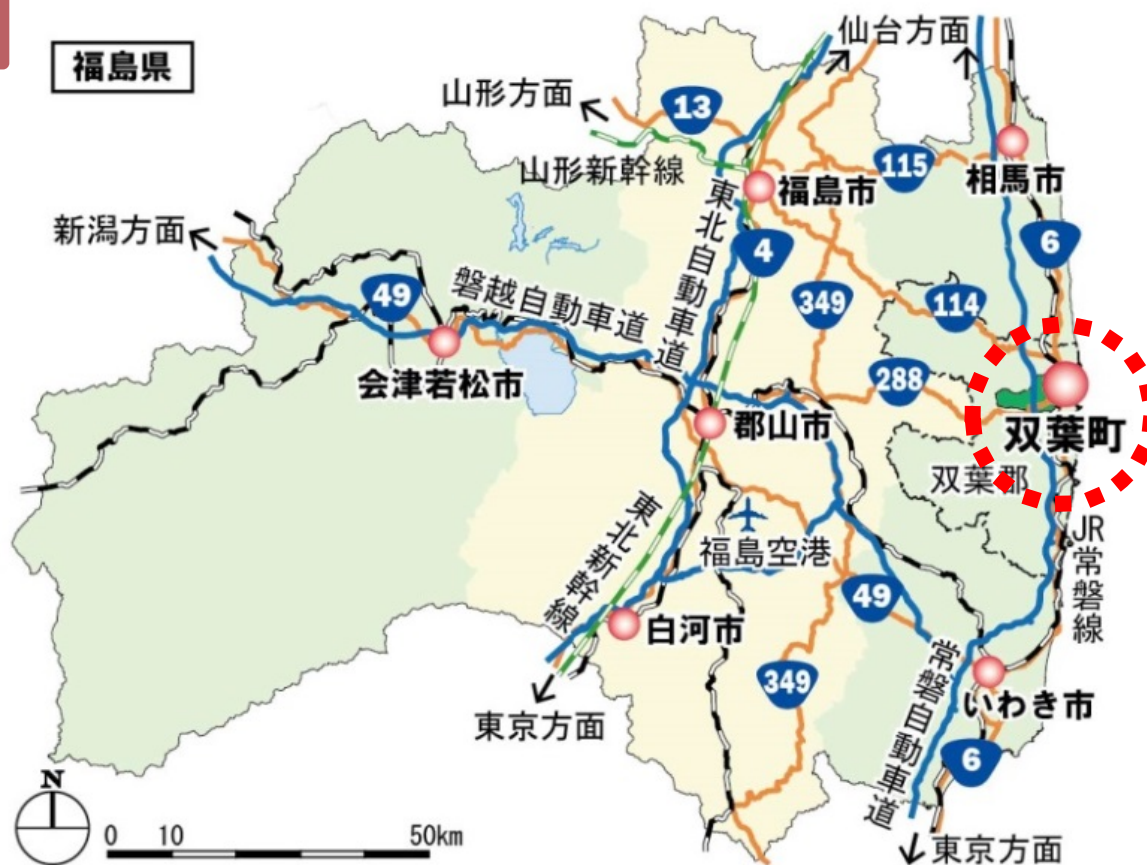 福島県
仙台方面
山形方面
13
山形新幹線
115
相馬市
福島市
東北自動車道
新潟方面
4
6
49
磐越自動車道
349
114
会津若松市
288
郡山市
双葉町
双葉郡
福島空港
JR常磐線
東北新幹線
49
白河市
349
常磐自動車道
いわき市
東京方面
6
N
0 10 50km
東京方面